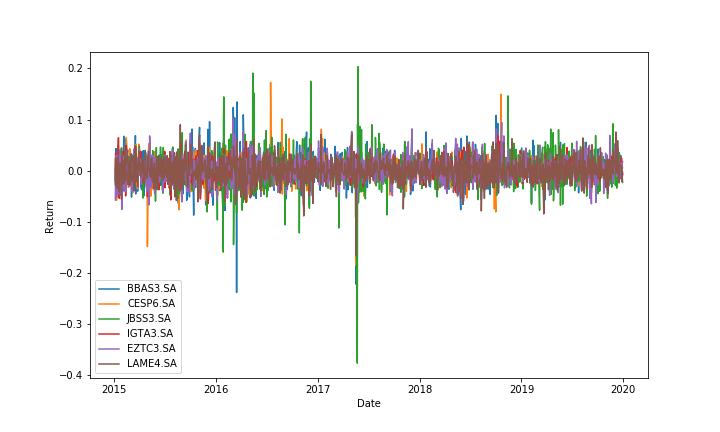 0.2
0.1
0.0
−0.1
−0.2
−0.3
−0.4
Return
BBAS3.SA
CESP6.SA
JBSS3.SA
IGTA3.SA
EZTC3.SA
LAME4.SA
2015 2016 2017 2018 2019 2020
Date